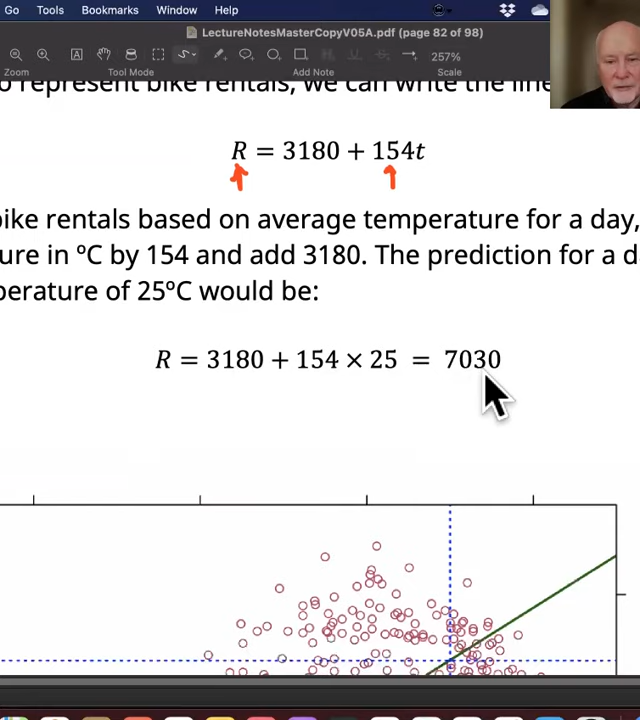 Go Tools Bookmarks Window Help
LectureNotesMasterCopyV05A.pdf (page 82 of 98)
257%
Zoom Tool Mode Add Note Scale
o represent bike rentals, we can write the line
R = 3180 + 154t
bike rentals based on average temperature for a day,
ure in ºC by 154 and add 3180. The prediction for a d
perature of 25ºC would be:
R = 3180 + 154 × 25 = 7030